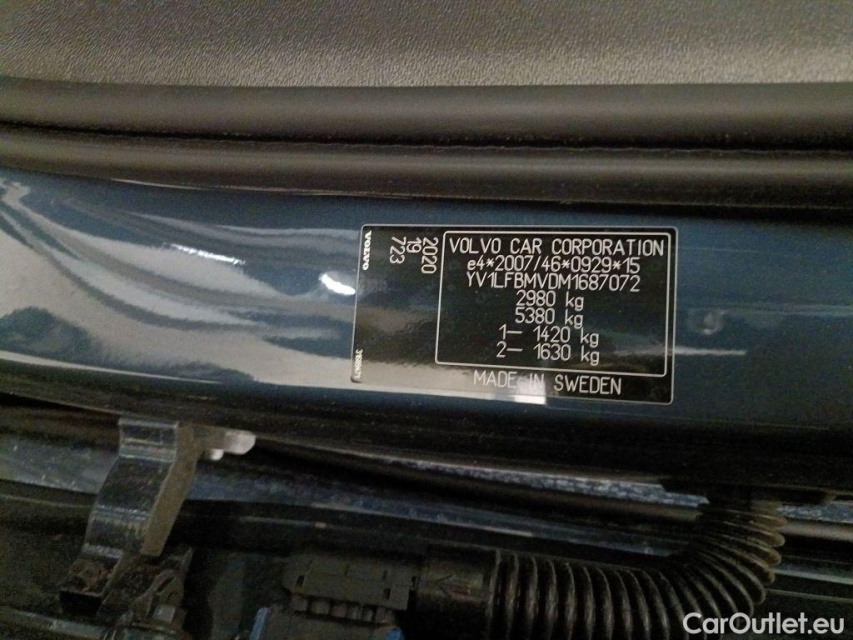 VOLVO
2020
19
723
VOLVO CAR CORPORATION
e4*2007/46*0929*15
YV1LFBMVDM1687072
2980 kg
5380 kg
1– 1420 kg
2– 1630 kg
MADE IN SWEDEN
CarOutlet.eu